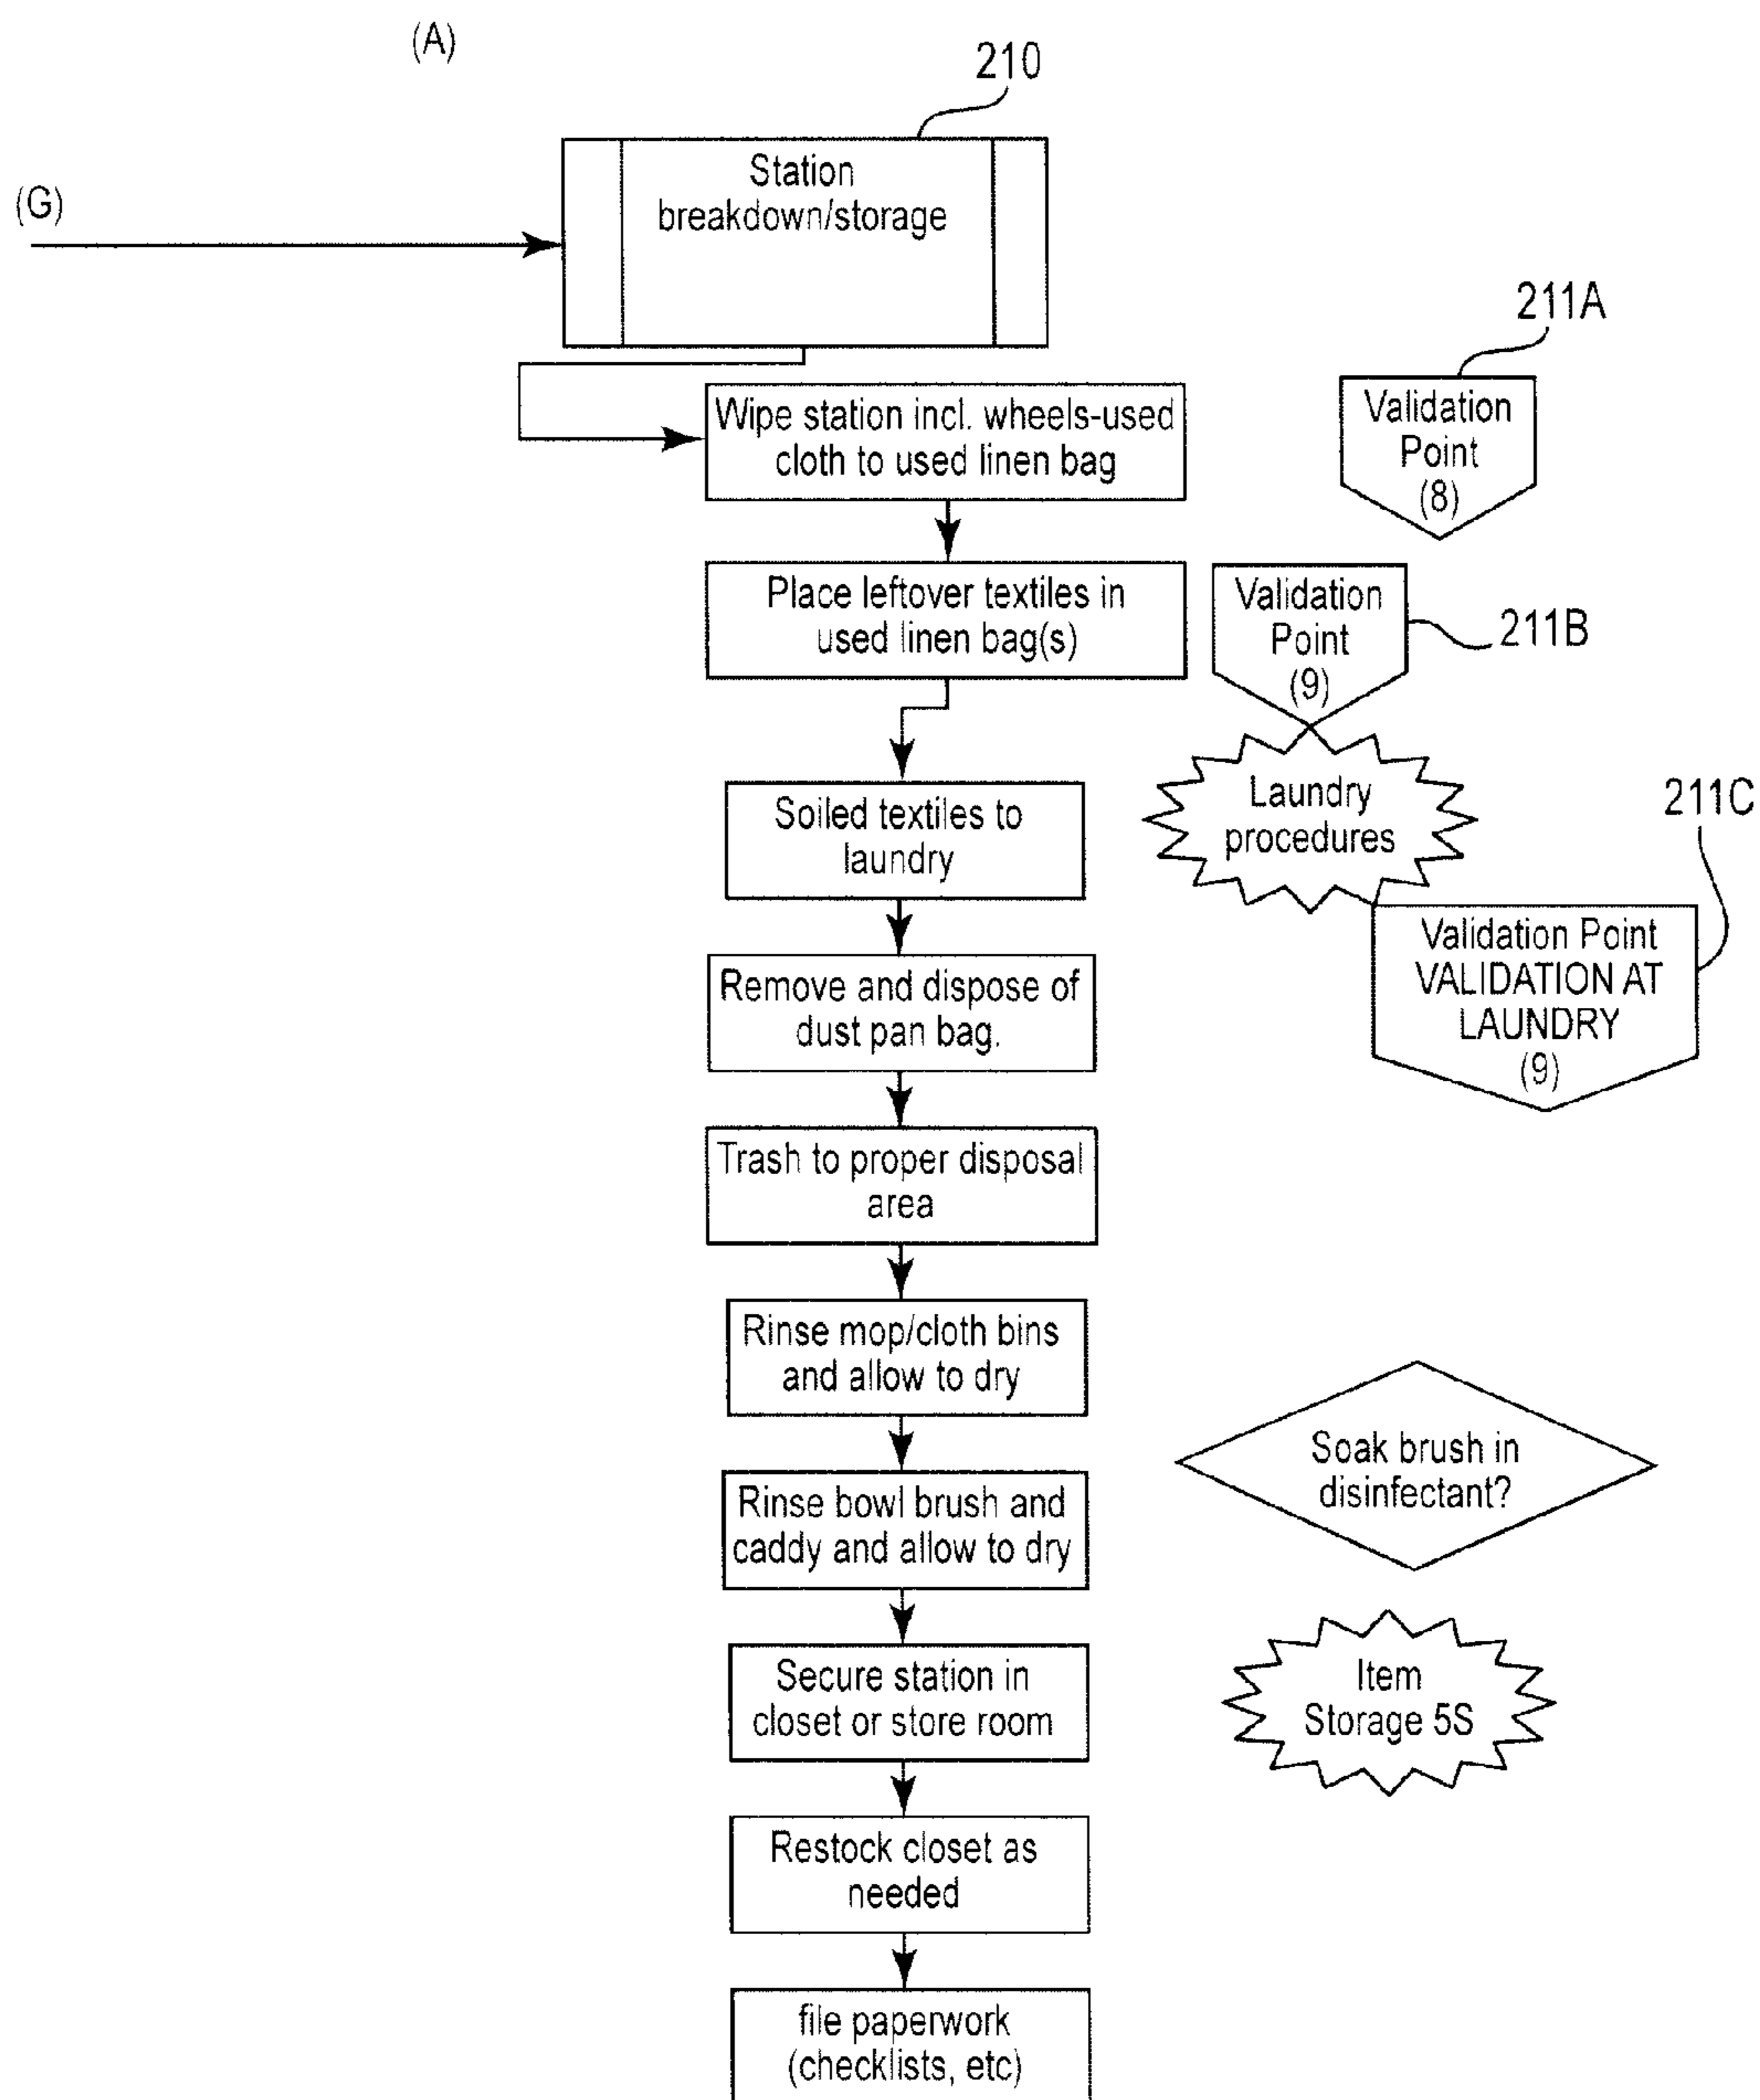 (A)
210
(G)
Station
breakdown/storage
211A
Wipe station incl. wheels-used
cloth to used linen bag
Validation
Point
(8)
Place leftover textiles in
used linen bag(s)
Validation
Point
(9)
211B
Soiled textiles to
laundry
Laundry
procedures
211C
Remove and dispose of
dust pan bag.
Validation Point
VALIDATION AT
LAUNDRY
(9)
Trash to proper disposal
area
Rinse mop/cloth bins
and allow to dry
Soak brush in
disinfectant?
Rinse bowl brush and
caddy and allow to dry
Secure station in
closet or store room
Item
Storage 5S
Restock closet as
needed
file paperwork
(checklists, etc)